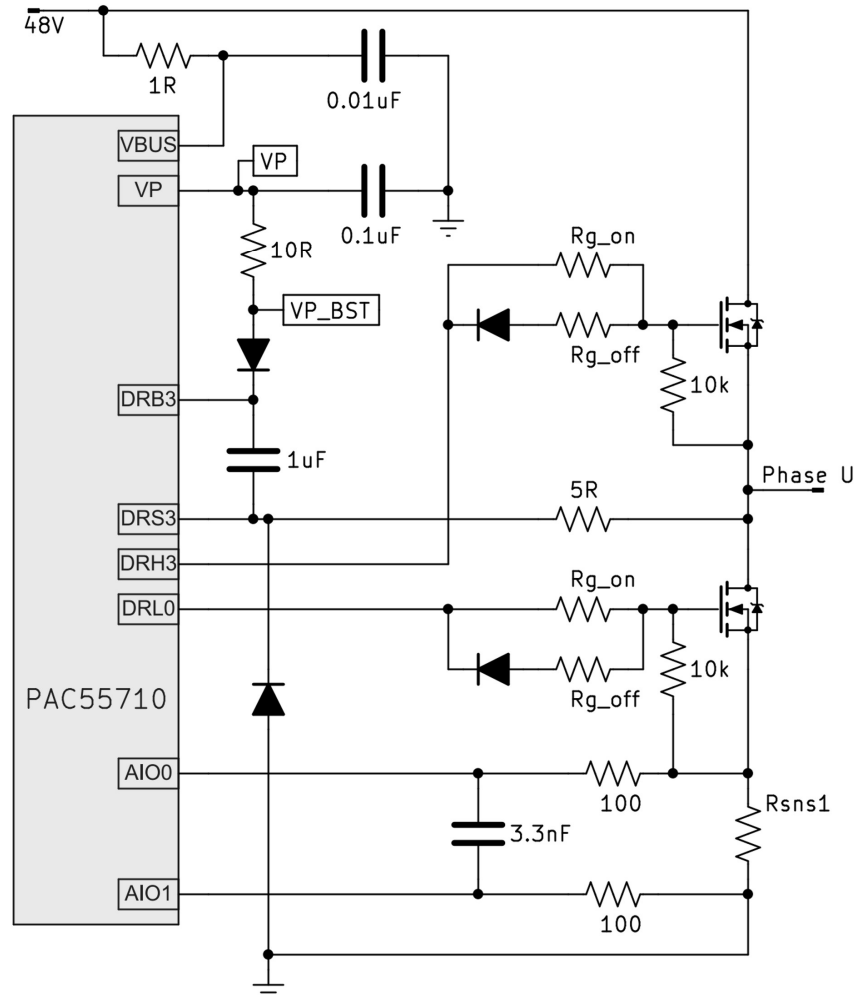 48V
1R
0.01uF
VBUS
VP
VP
0.1uF
10R
Rg_on
VP_BST
Rg_off
10k
DRB3
1uF
Phase U
5R
DRS3
DRH3
Rg_on
DRL0
10k
PAC55710
Rg_off
AIO0
100
Rsns1
3.3nF
AIO1
100